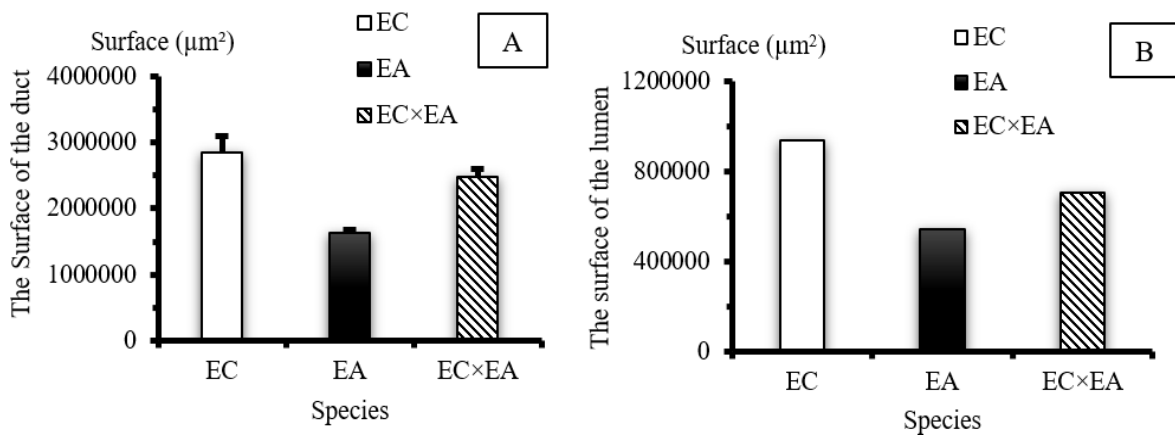 EC
EA
EC×EA
A
Surface (µm²)
The Surface of the duct
4000000
3000000
2000000
1000000
0
EC EA EC×EA
Species
EC
EA
EC×EA
B
Surface (µm²)
The surface of the lumen
1200000
800000
400000
0
EC EA EC×EA
Species